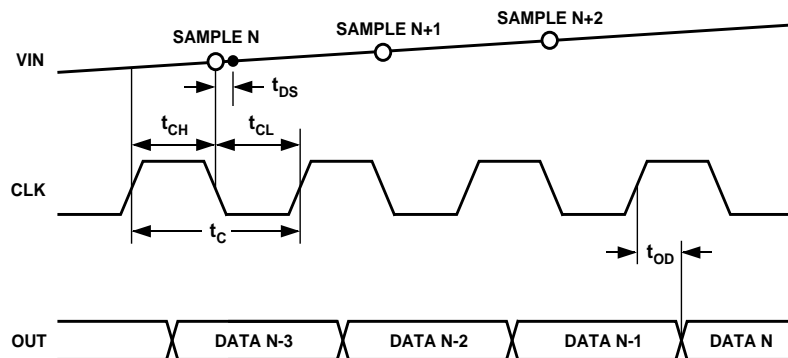 SAMPLE N SAMPLE N+1 SAMPLE N+2
VIN
tDS
tCH tCL
CLK
tC
tOD
OUT DATA N-3 DATA N-2 DATA N-1 DATA N